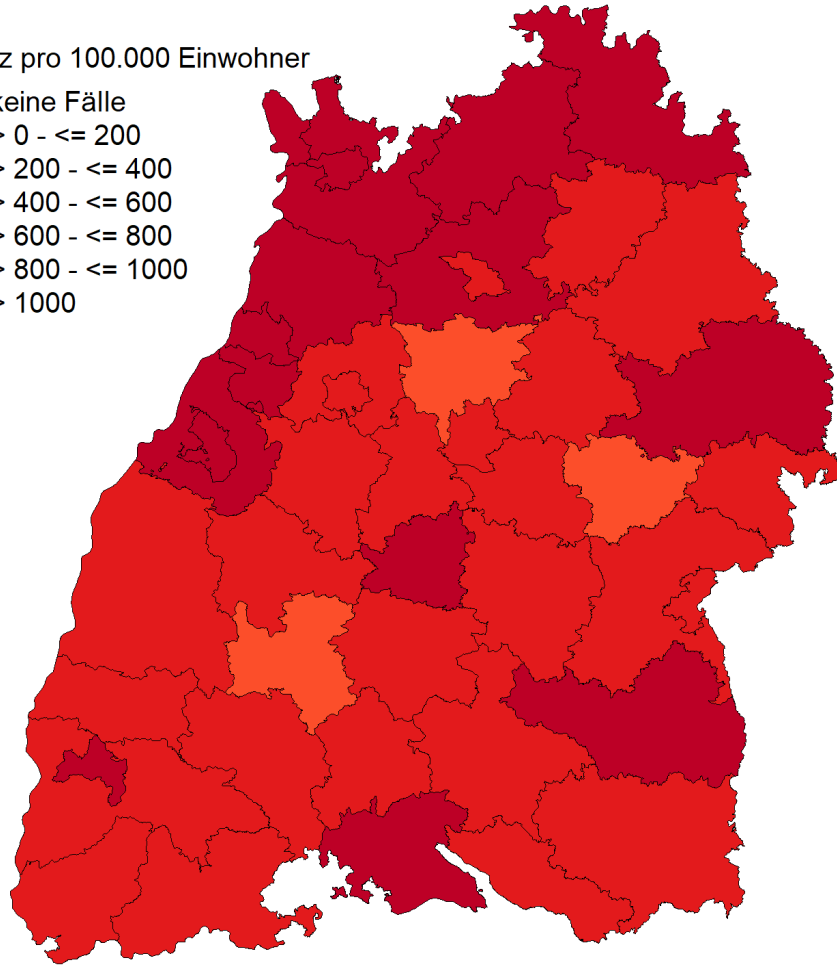 z pro 100.000 Einwohner
keine Fälle
> 0 - <= 200
> 200 - <= 400
> 400 - <= 600
> 600 - <= 800
> 800 - <= 1000
> 1000